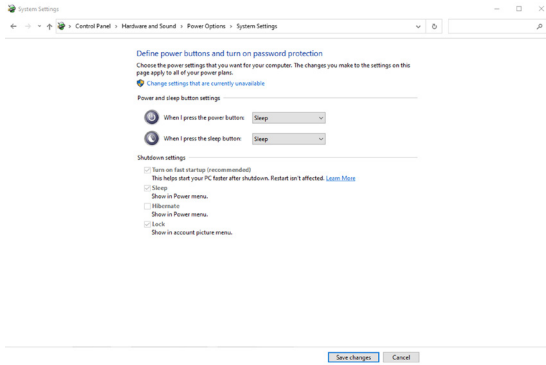 System Settings
Control Panel > Hardware and Sound > Power Options > System Settings
Define power buttons and turn on password protection
Choose the power settings that you want for your computer. The changes you make to the settings on this
page apply to all of your power plans.
Change settings that are currently unavailable
Power and sleep button settings
When I press the power button: Sleep
When I press the sleep button: Sleep
Shutdown settings
Turn on fast startup (recommended)
This helps start your PC faster after shutdown. Restart isn't affected. Learn More
Sleep
Show in Power menu.
Hibernate
Show in Power menu.
Lock
Show in account picture menu.
Save changes Cancel